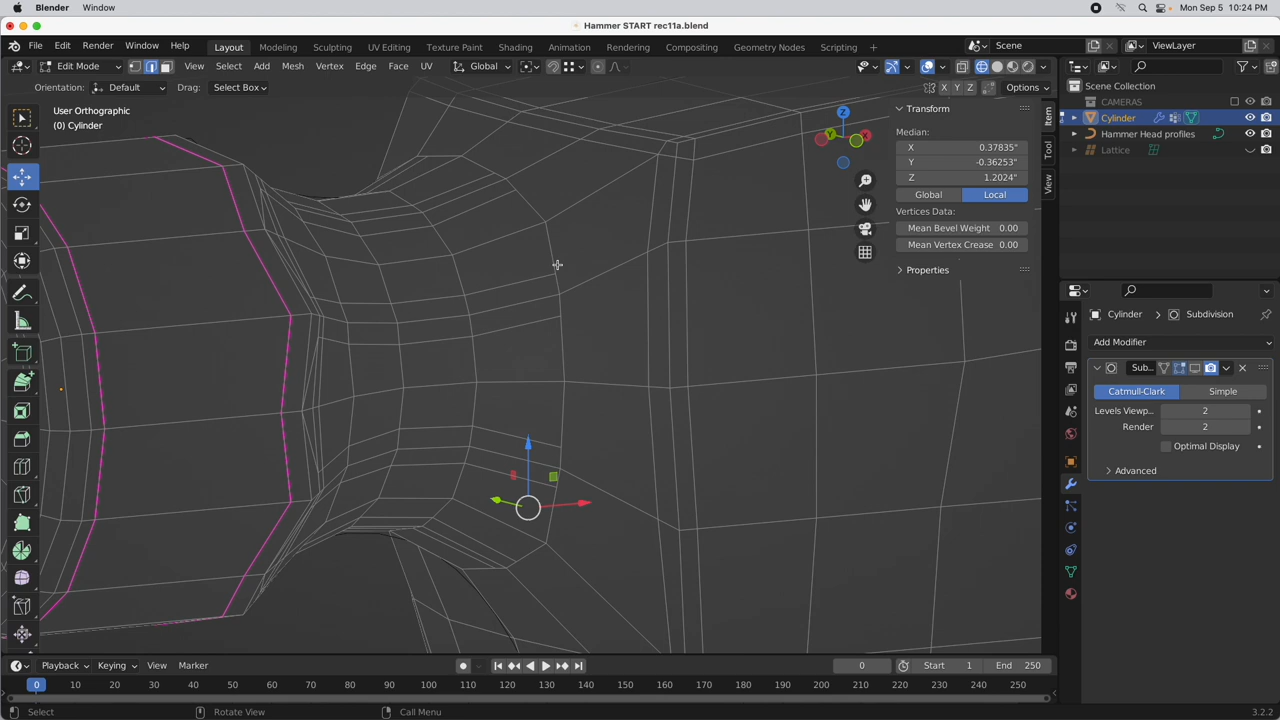 Blender Window Mon Sep 5 10:24 PM
Hammer START rec11a.blend
File Edit Render Window Help Layout Modeling Sculpting UV Editing Texture Paint Shading Animation Rendering Compositing Geometry Nodes Scripting + Scene ViewLayer
Edit Mode View Select Add Mesh Vertex Edge Face UV Global
Orientation: Default Drag: Select Box X Y Z Options
User Orthographic
(0) Cylinder
Transform
Median:
X 0.37835"
Y -0.36253"
Z 1.2024"
Global Local
Vertices Data:
Mean Bevel Weight 0.00
Mean Vertex Crease 0.00
Properties
Item
Tool
View
Z
Y
X
Scene Collection
CAMERAS
Cylinder
Hammer Head profiles
Lattice
Cylinder > Subdivision
Add Modifier
Sub...
Catmull-Clark Simple
Levels Viewp... 2
Render 2
Optimal Display
Advanced
Playback Keying View Marker 0 Start 1 End 250
0 10 20 30 40 50 60 70 80 90 100 110 120 130 140 150 160 170 180 190 200 210 220 230 240 250
Select Rotate View Call Menu 3.2.2